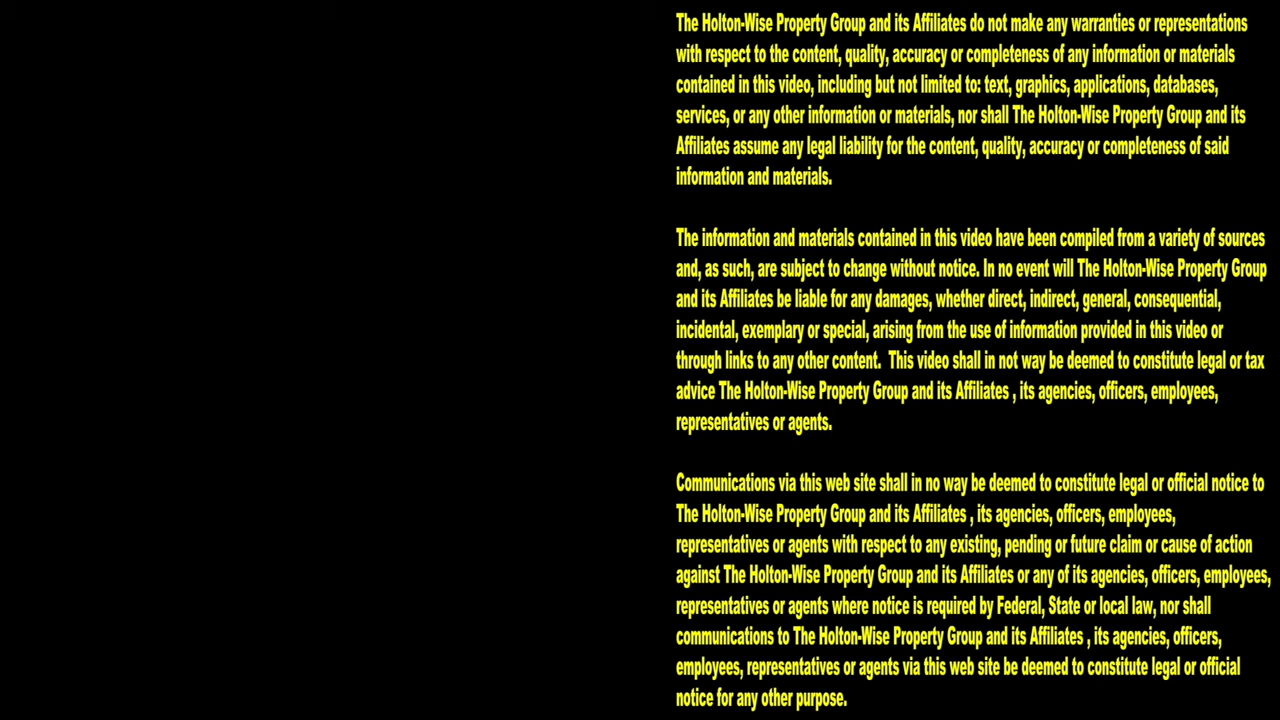 The Holton-Wise Property Group and its Affiliates do not make any warranties or representations
with respect to the content, quality, accuracy or completeness of any information or materials
contained in this video, including but not limited to: text, graphics, applications, databases,
services, or any other information or materials, nor shall The Holton-Wise Property Group and its
Affiliates assume any legal liability for the content, quality, accuracy or completeness of said
information and materials.
The information and materials contained in this video have been compiled from a variety of sources
and, as such, are subject to change without notice. In no event will The Holton-Wise Property Group
and its Affiliates be liable for any damages, whether direct, indirect, general, consequential,
incidental, exemplary or special, arising from the use of information provided in this video or
through links to any other content.  This video shall in not way be deemed to constitute legal or tax
advice The Holton-Wise Property Group and its Affiliates , its agencies, officers, employees,
representatives or agents.
Communications via this web site shall in no way be deemed to constitute legal or official notice to
The Holton-Wise Property Group and its Affiliates , its agencies, officers, employees,
representatives or agents with respect to any existing, pending or future claim or cause of action
against The Holton-Wise Property Group and its Affiliates or any of its agencies, officers, employees,
representatives or agents where notice is required by Federal, State or local law, nor shall
communications to The Holton-Wise Property Group and its Affiliates , its agencies, officers,
employees, representatives or agents via this web site be deemed to constitute legal or official
notice for any other purpose.